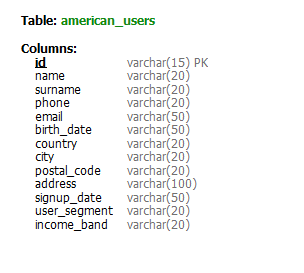 Table: american_users
Columns:
id varchar(15) PK
name varchar(20)
surname varchar(20)
phone varchar(20)
email varchar(50)
birth_date varchar(50)
country varchar(20)
city varchar(20)
postal_code varchar(20)
address varchar(100)
signup_date varchar(50)
user_segment varchar(20)
income_band varchar(20)